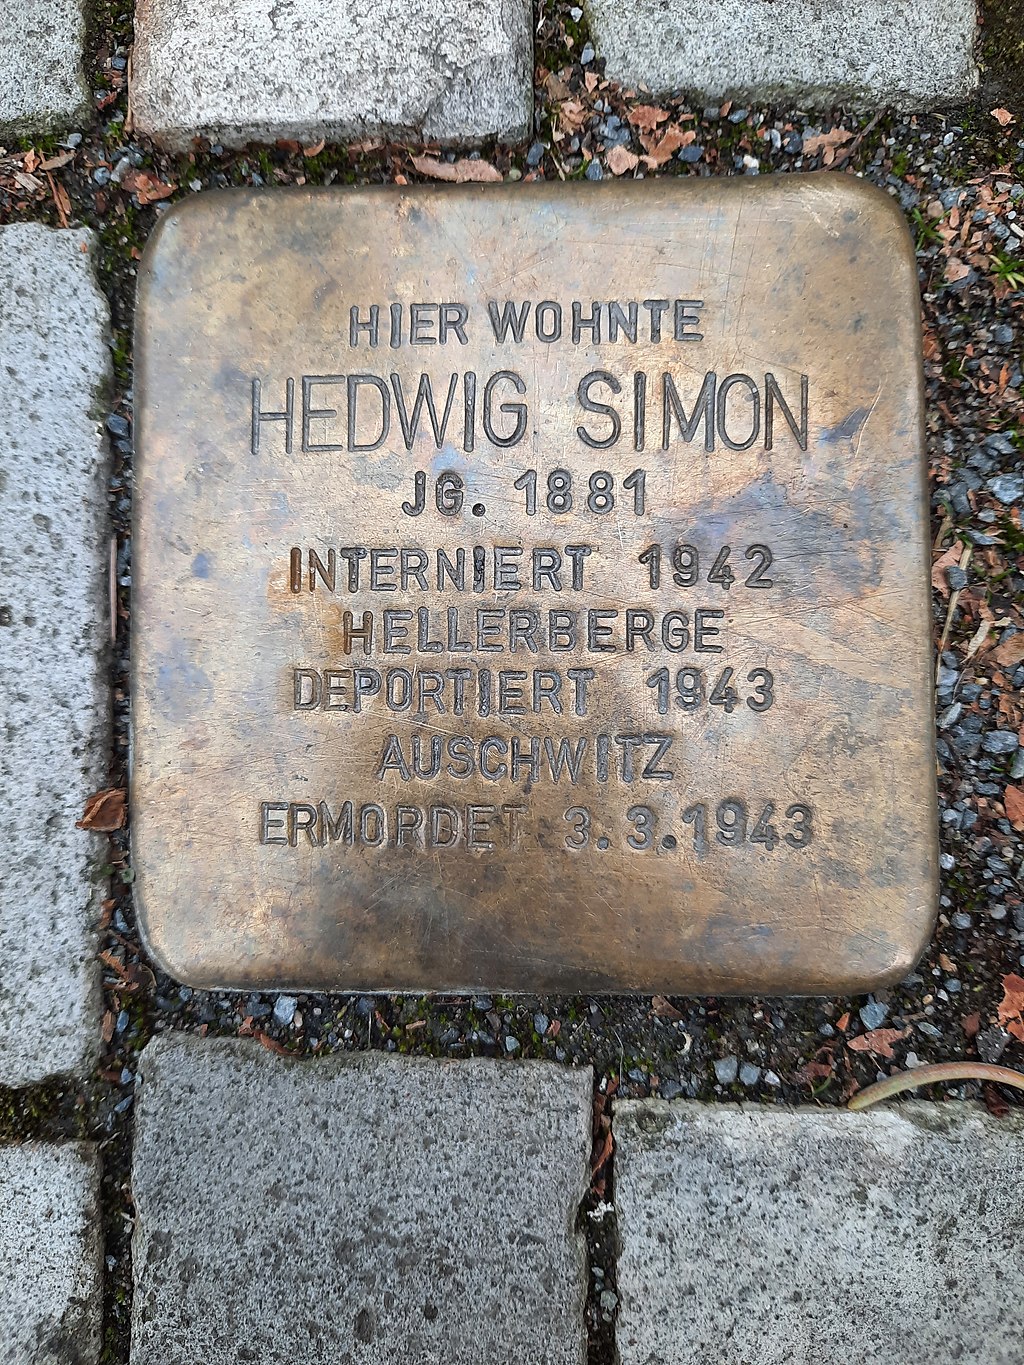 HIER WOHNTE
HEDWIG SIMON
JG. 1881
INTERNIERT 1942
HELLERBERGE
DEPORTIERT 1943
AUSCHWITZ
ERMORDET 3.3.1943